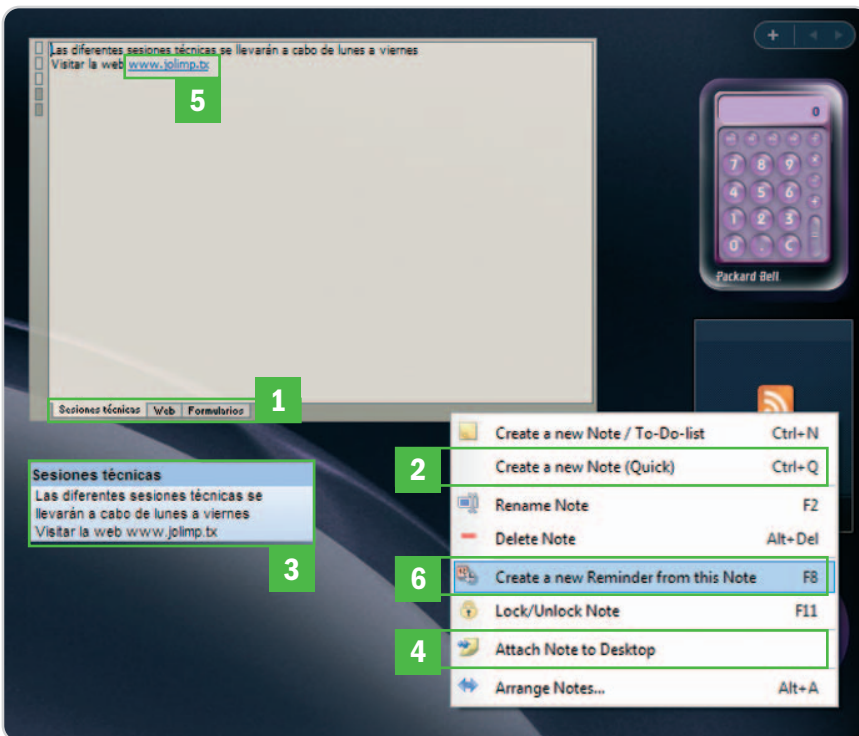 Las diferentes sesiones técnicas se llevarán a cabo de lunes a viernes
Visitar la web www.jolimp.tx
5
0
7 8 9
4 5 6
1 2 3
0 . C
Packard Bell
Sesiones técnicas Web Formularios
1
Create a new Note / To-Do-list Ctrl+N
2
Create a new Note (Quick) Ctrl+Q
Rename Note F2
Delete Note Alt+Del
6
Create a new Reminder from this Note F8
Lock/Unlock Note F11
4
Attach Note to Desktop
Arrange Notes... Alt+A
Sesiones técnicas
Las diferentes sesiones técnicas se
llevarán a cabo de lunes a viernes
Visitar la web www.jolimp.tx
3